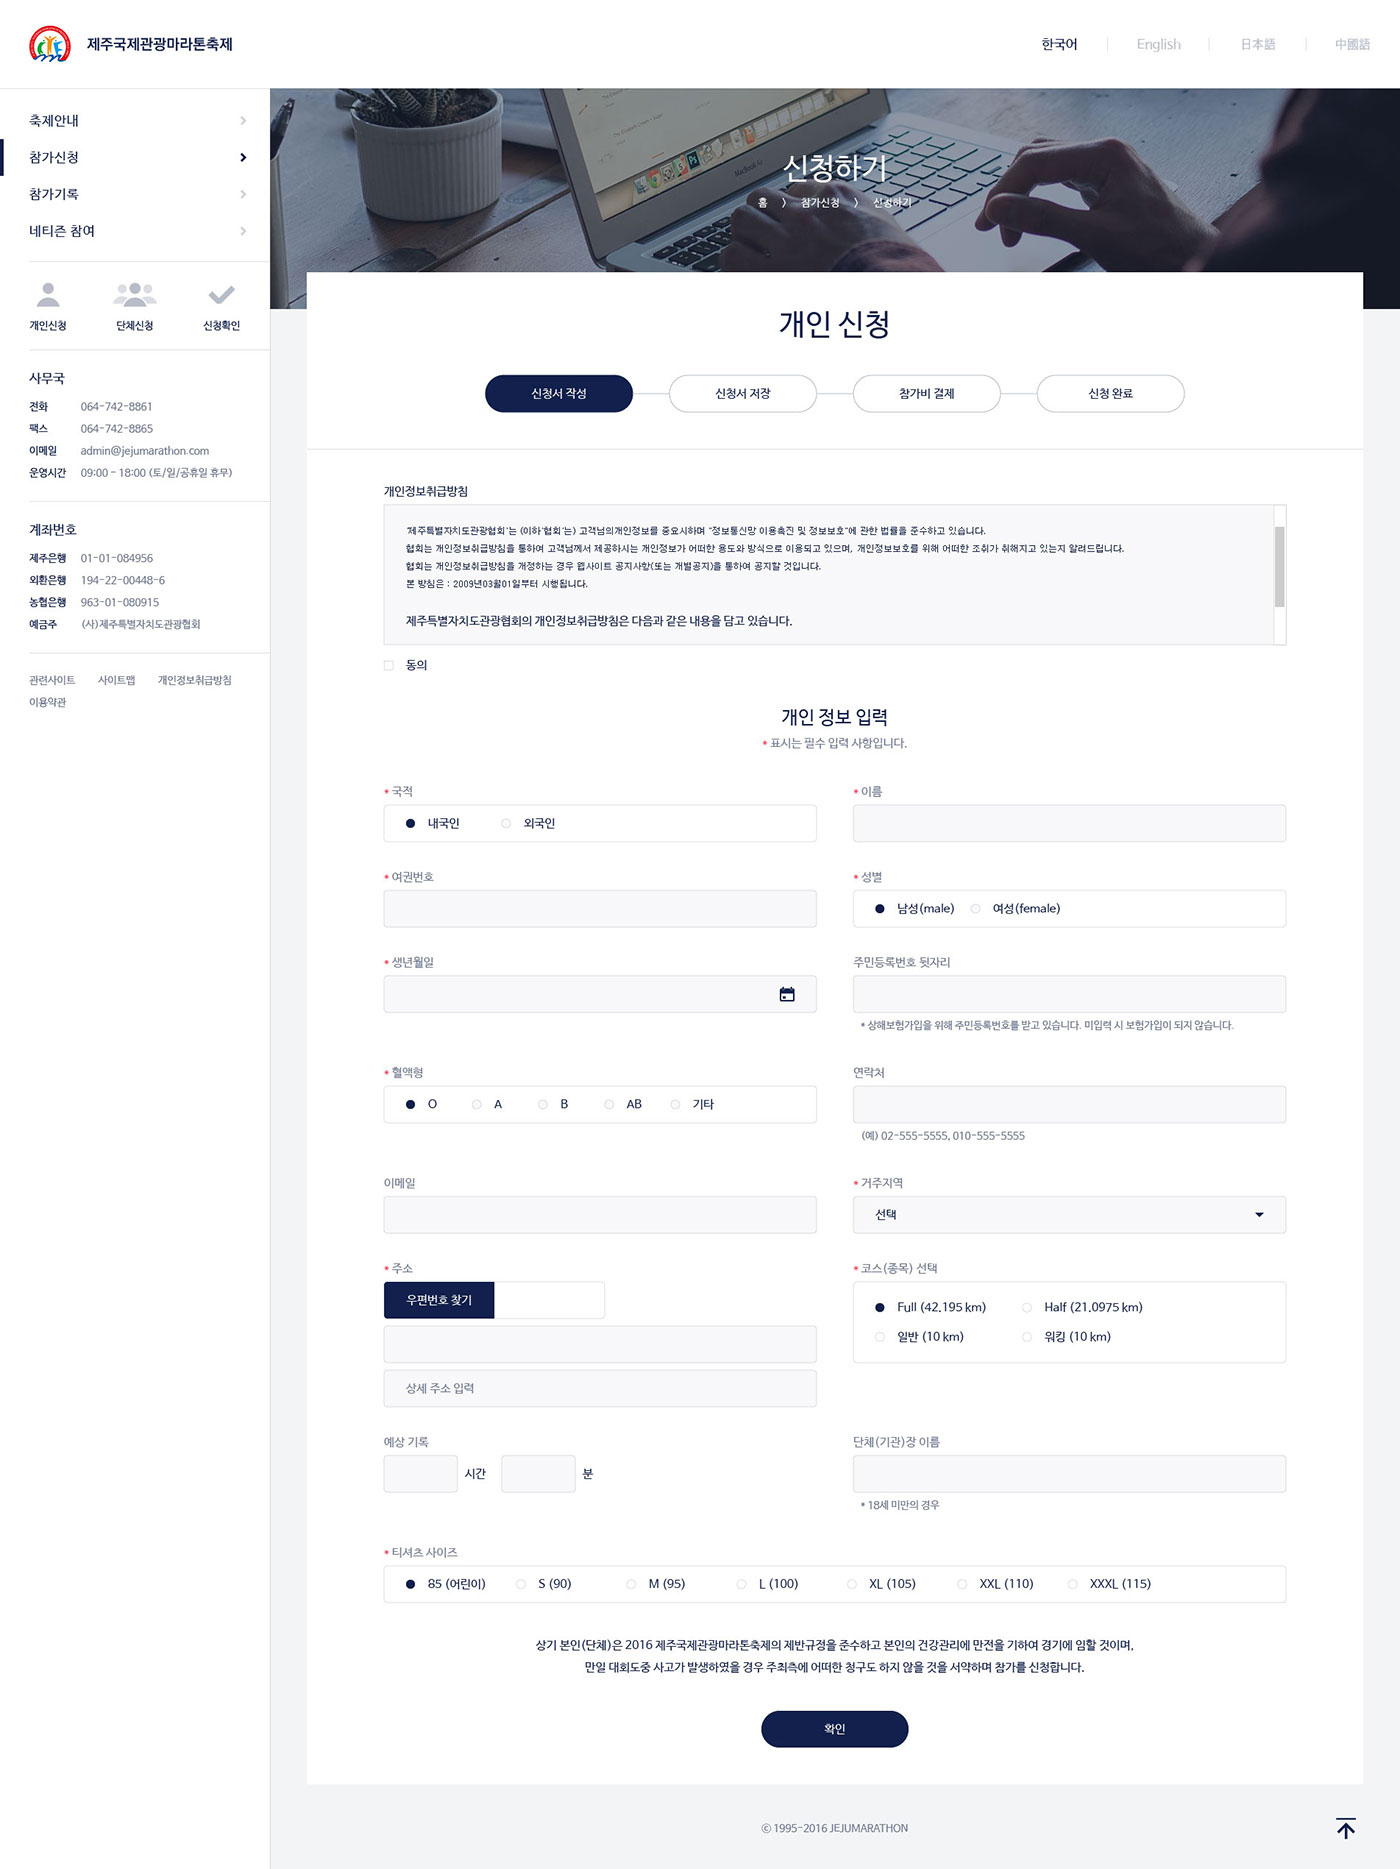 제주국제관광마라톤축제
한국어 English 日本語 中國語
축제안내
참가신청
참가기록
네티즌 참여
개인신청 단체신청 신청확인
사무국
전화 064-742-8861
팩스 064-742-8865
이메일 admin@jejumarathon.com
운영시간 09:00 - 18:00 (토/일/공휴일 휴무)
계좌번호
제주은행 01-01-084956
외환은행 194-22-00448-6
농협은행 963-01-080915
예금주 (사)제주특별자치도관광협회
관련사이트 사이트맵 개인정보취급방침
이용약관
MacBook Air
신청하기
홈 > 참가신청 > 신청하기
개인 신청
신청서 작성 신청서 저장 참가비 결제 신청 완료
개인정보취급방침
'제주특별자치도관광협회'는 (이하'협회'는) 고객님의개인정보를 중요시하며 "정보통신망 이용촉진 및 정보보호"에 관한 법률을 준수하고 있습니다.
협회는 개인정보취급방침을 통하여 고객님께서 제공하시는 개인정보가 어떠한 용도와 방식으로 이용되고 있으며, 개인정보보호를 위해 어떠한 조취가 취해지고 있는지 알려드립니다.
협회는 개인정보취급방침을 개정하는 경우 웹사이트 공지사항(또는 개별공지)을 통하여 공지할 것입니다.
본 방침은 : 2009년03월01일부터 시행됩니다.
제주특별자치도관광협회의 개인정보취급방침은 다음과 같은 내용을 담고 있습니다.
동의
개인 정보 입력
* 표시는 필수 입력 사항입니다.
* 국적
내국인 외국인
* 이름
* 여권번호
* 성별
남성(male) 여성(female)
* 생년월일
주민등록번호 뒷자리
* 상해보험가입을 위해 주민등록번호를 받고 있습니다. 미입력 시 보험가입이 되지 않습니다.
* 혈액형
O A B AB 기타
연락처
(예) 02-555-5555, 010-555-5555
이메일
* 거주지역
선택
* 주소
우편번호 찾기
상세 주소 입력
* 코스(종목) 선택
Full (42.195 km) Half (21.0975 km)
일반 (10 km) 워킹 (10 km)
예상 기록
시간 분
단체(기관)장 이름
* 18세 미만의 경우
* 티셔츠 사이즈
85 (어린이) S (90) M (95) L (100) XL (105) XXL (110) XXXL (115)
상기 본인(단체)은 2016 제주국제관광마라톤축제의 제반규정을 준수하고 본인의 건강관리에 만전을 기하여 경기에 임할 것이며,
만일 대회도중 사고가 발생하였을 경우 주최측에 어떠한 청구도 하지 않을 것을 서약하며 참가를 신청합니다.
확인
© 1995-2016 JEJUMARATHON